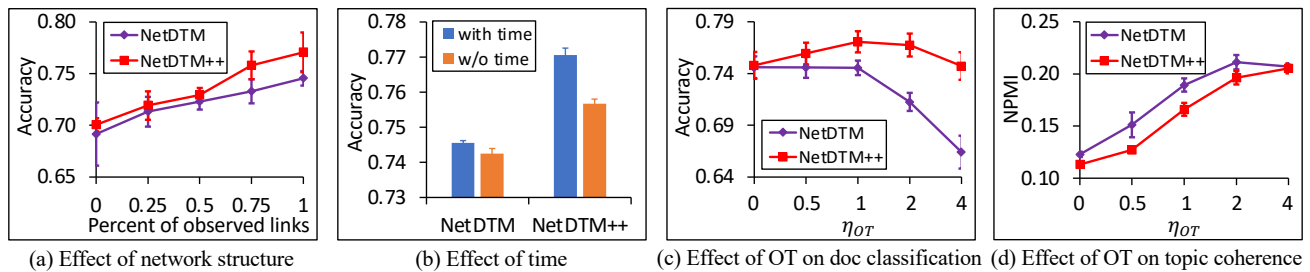 0.80
0.75
0.70
0.65
Accuracy
NetDTM
NetDTM++
0 0.25 0.5 0.75 1
Percent of observed links
(a) Effect of network structure
0.78
0.77
0.76
0.75
0.74
0.73
Accuracy
with time
w/o time
NetDTM NetDTM++
(b) Effect of time
0.79
0.74
0.69
0.64
Accuracy
NetDTM
NetDTM++
0 0.5 1 2 4
η_OT
(c) Effect of OT on doc classification
0.25
0.20
0.15
0.10
NPMI
NetDTM
NetDTM++
0 0.5 1 2 4
η_OT
(d) Effect of OT on topic coherence